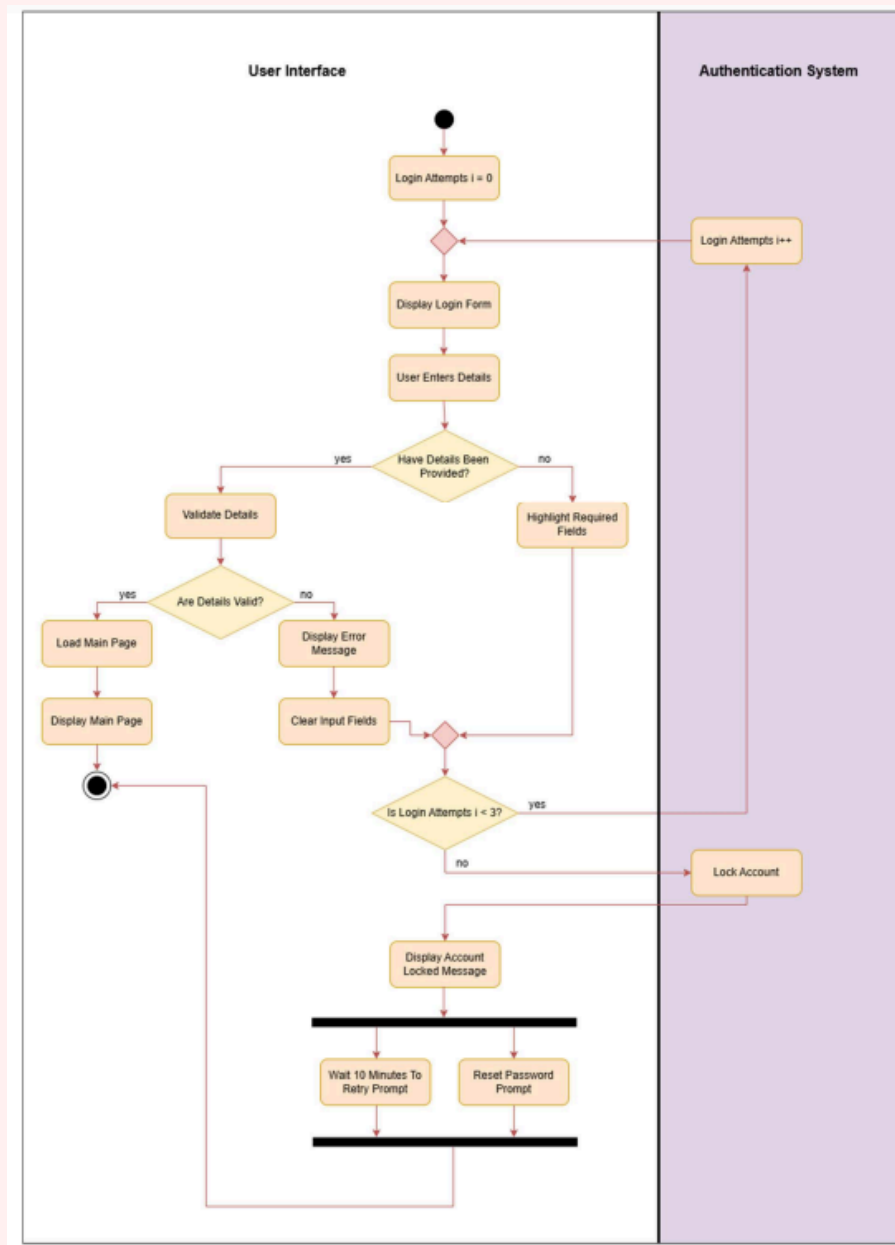 User Interface
Authentication System
Login Attempts i = 0
Login Attempts i++
Display Login Form
User Enters Details
Have Details Been
Provided?
yes
no
Validate Details
Highlight Required
Fields
Are Details Valid?
yes
no
Load Main Page
Display Error
Message
Display Main Page
Clear Input Fields
Is Login Attempts i < 3?
yes
no
Lock Account
Display Account
Locked Message
Wait 10 Minutes To
Retry Prompt
Reset Password
Prompt